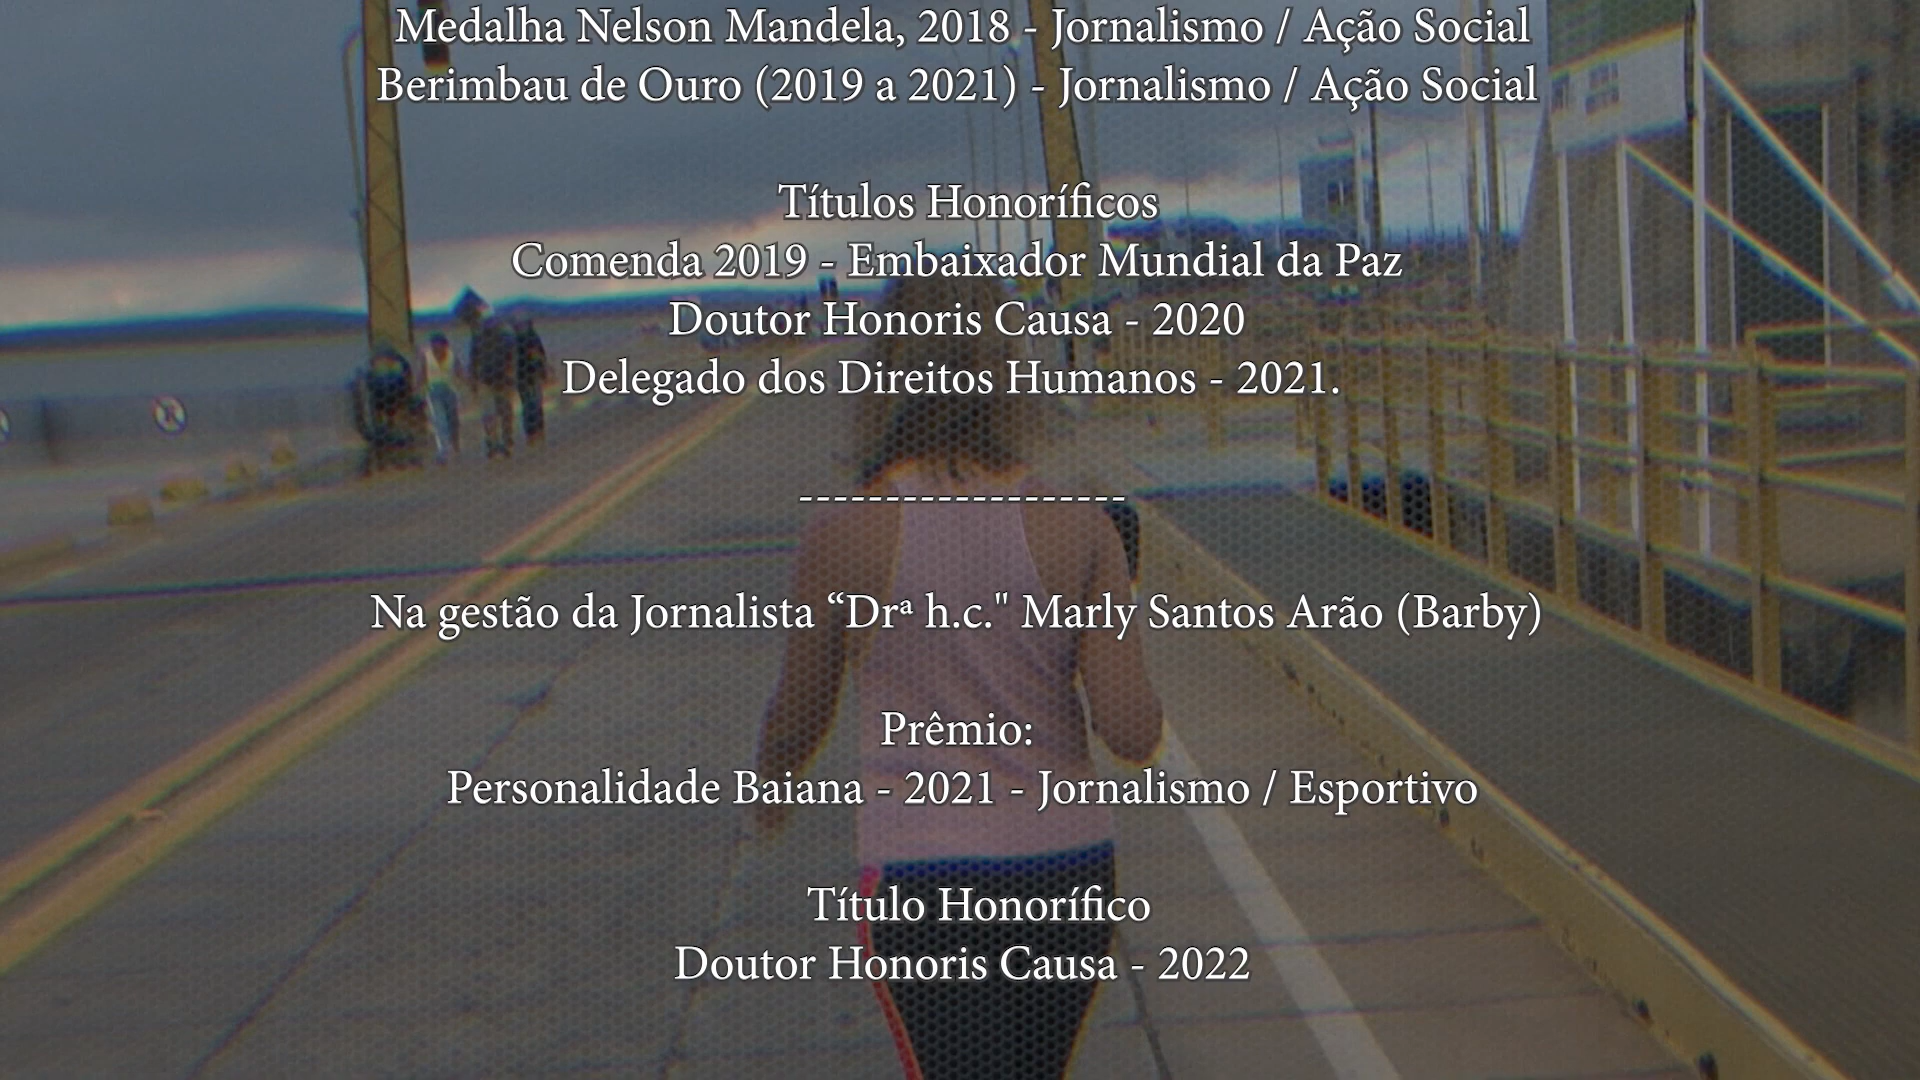 Medalha Nelson Mandela, 2018 - Jornalismo / Ação Social
Berimbau de Ouro (2019 a 2021) - Jornalismo / Ação Social
Títulos Honoríficos
Comenda 2019 - Embaixador Mundial da Paz
Doutor Honoris Causa - 2020
Delegado dos Direitos Humanos - 2021.
-------------------
Na gestão da Jornalista “Drª h.c." Marly Santos Arão (Barby)
Prêmio:
Personalidade Baiana - 2021 - Jornalismo / Esportivo
Título Honorífico
Doutor Honoris Causa - 2022